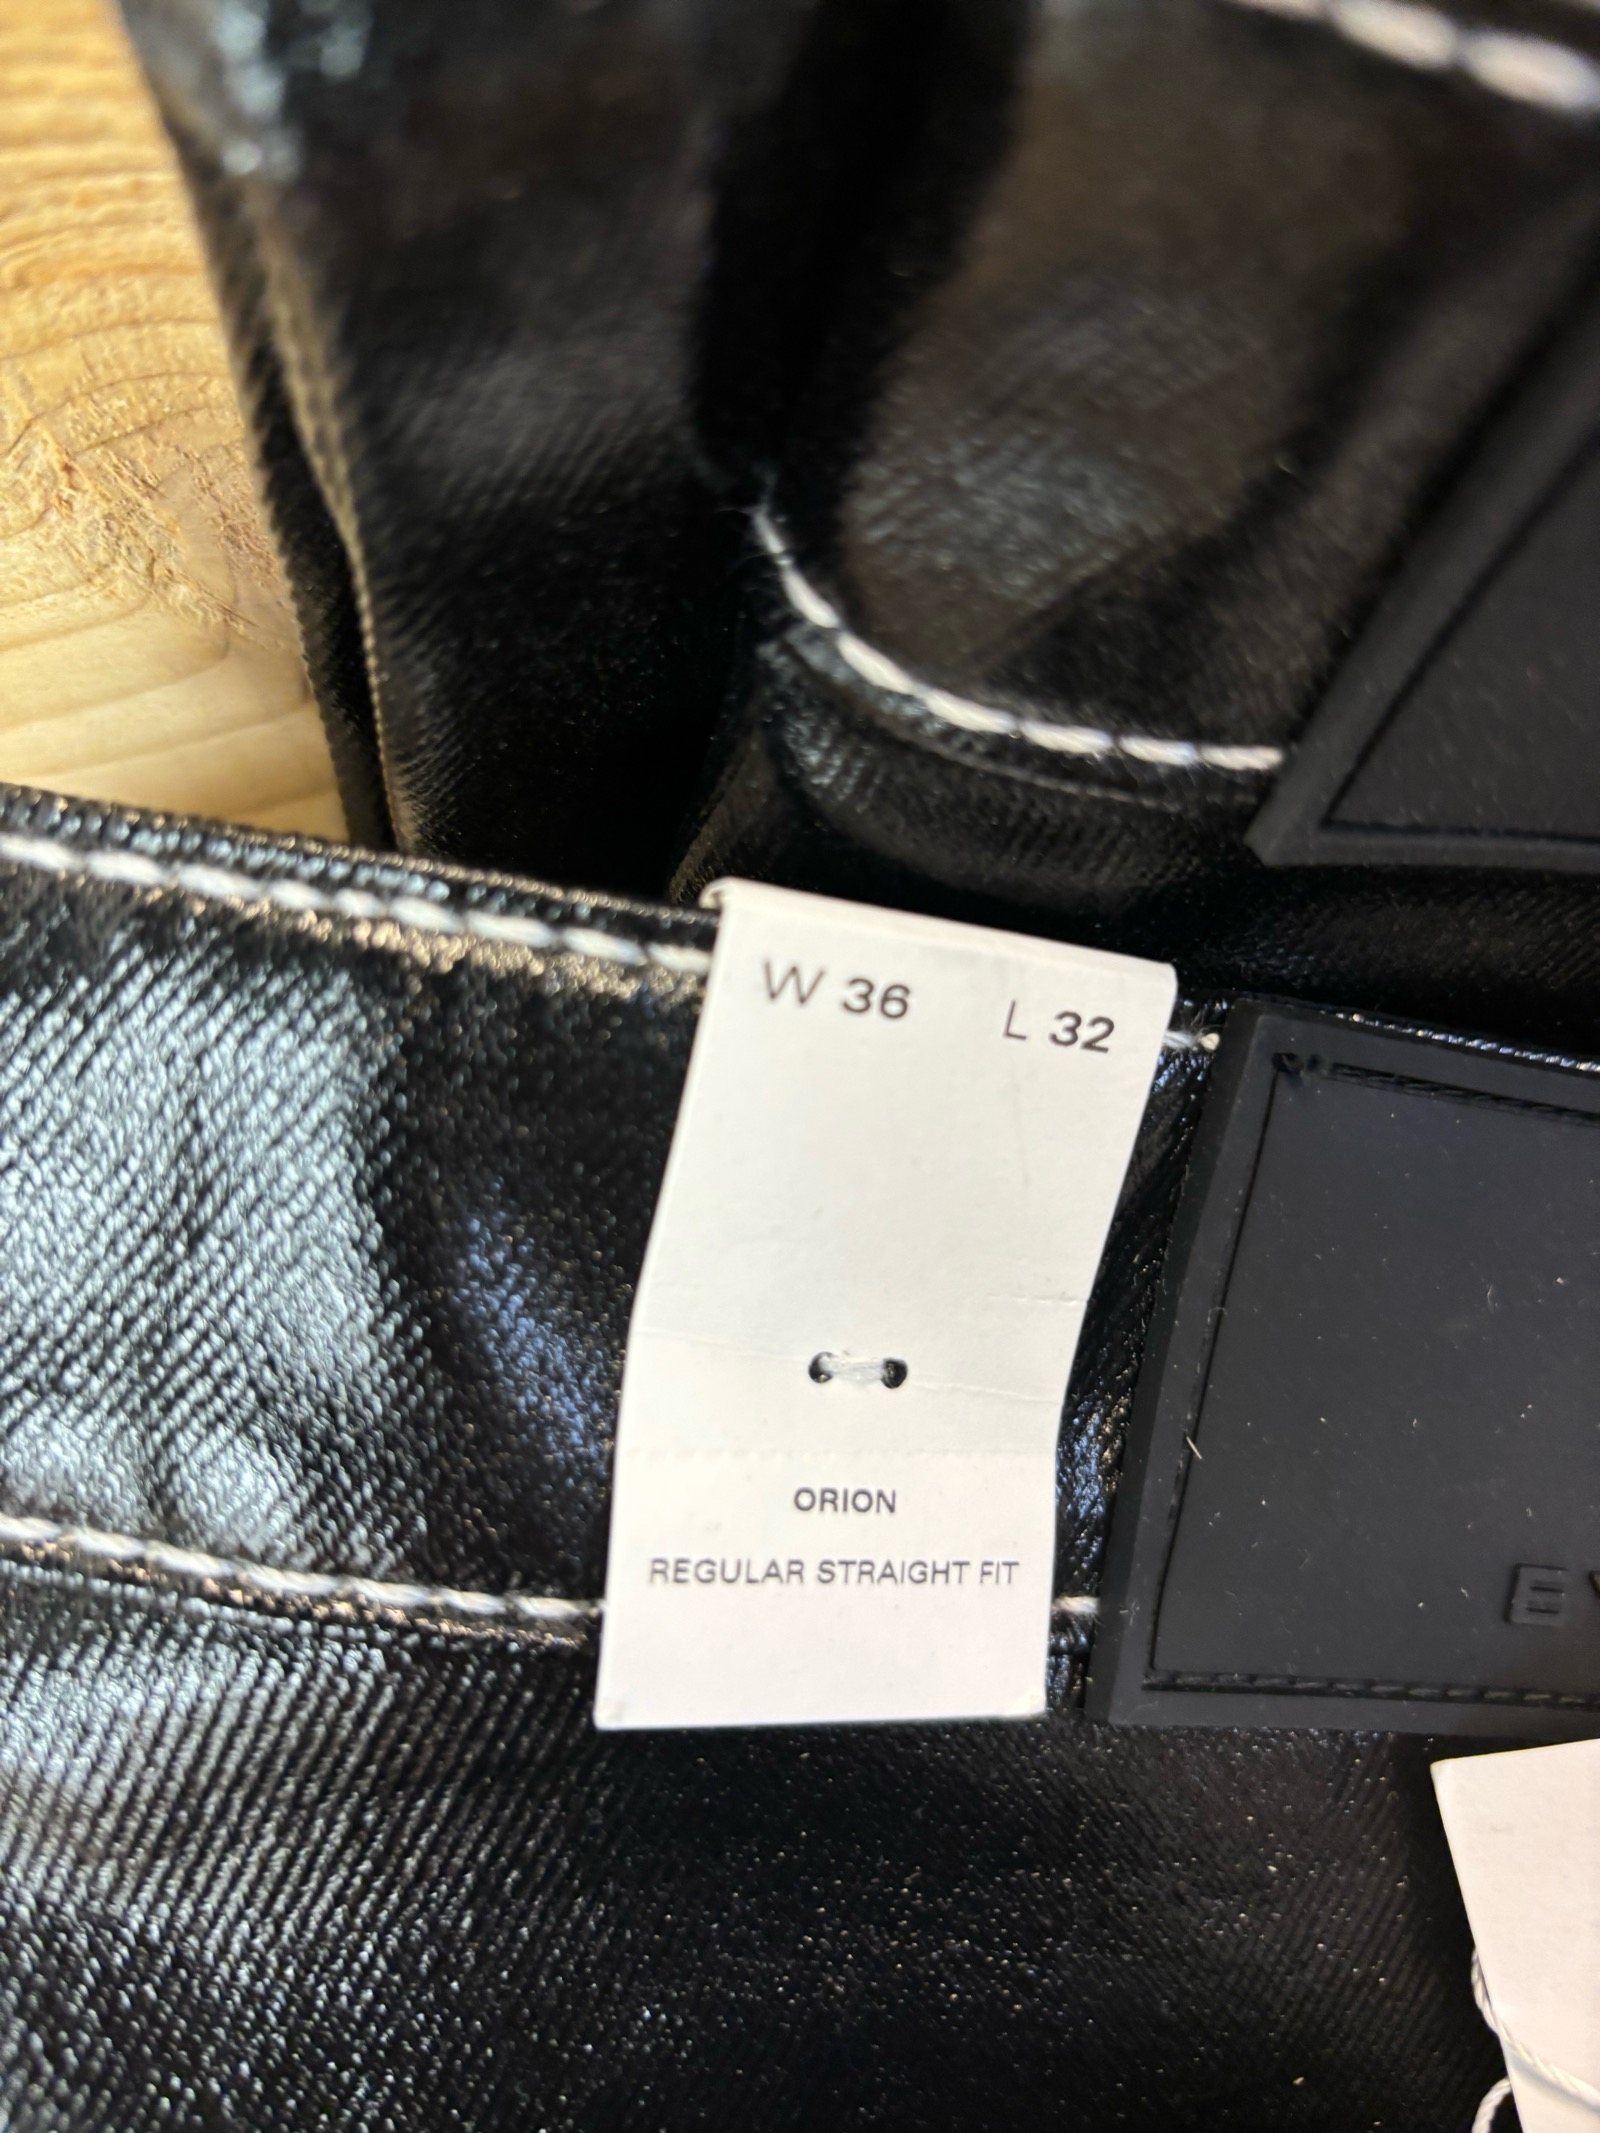 W 36 L 32
ORION
REGULAR STRAIGHT FIT